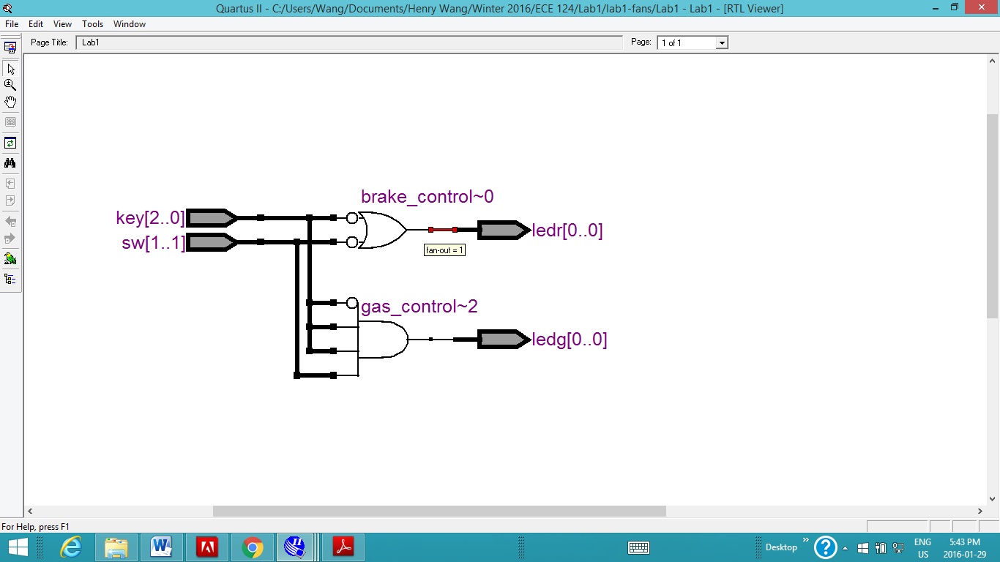 Quartus II - C:/Users/Wang/Documents/Henry Wang/Winter 2016/ECE 124/Lab1/lab1-fans/Lab1 - Lab1 - [RTL Viewer]
File Edit View Tools Window
Page Title: Lab1 Page: 1 of 1
brake_control~0
key[2..0]
ledr[0..0]
sw[1..1]
fan-out = 1
gas_control~2
ledg[0..0]
For Help, press F1
Desktop » ENG 5:43 PM
US 2016-01-29